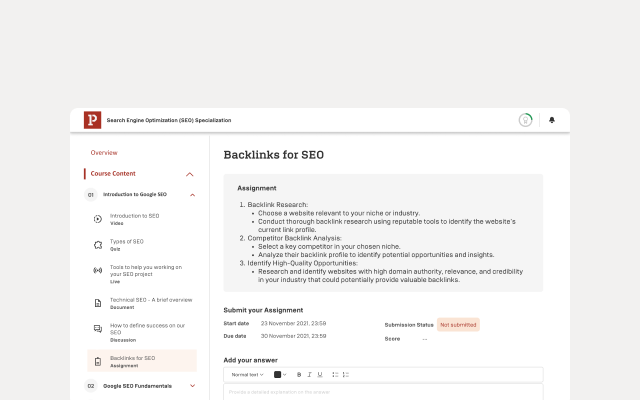 P
Search Engine Optimization (SEO) Specialization
Overview
Course Content
01 Introduction to Google SEO
Introduction to SEO
Video
Types of SEO
Quiz
Tools to help you working on
your SEO project
Live
Technical SEO - A brief overview
Document
How to define success on our
SEO
Discussion
Backlinks for SEO
Assignment
02 Google SEO Fundamentals
Backlinks for SEO
Assignment
1. Backlink Research:
• Choose a website relevant to your niche or industry.
• Conduct thorough backlink research using reputable tools to identify the website's
current link profile.
2. Competitor Backlink Analysis:
• Select a key competitor in your chosen niche.
• Analyze their backlink profile to identify potential opportunities and insights.
3. Identify High-Quality Opportunities:
• Research and identify websites with high domain authority, relevance, and credibility
in your industry that could potentially provide valuable backlinks.
Submit your Assignment
Start date 23 November 2021, 23:59
Due date 30 November 2021, 23:59
Submission Status Not submitted
Score --
Add your answer
Normal text B I U
Provide a detailed explanation on the answer